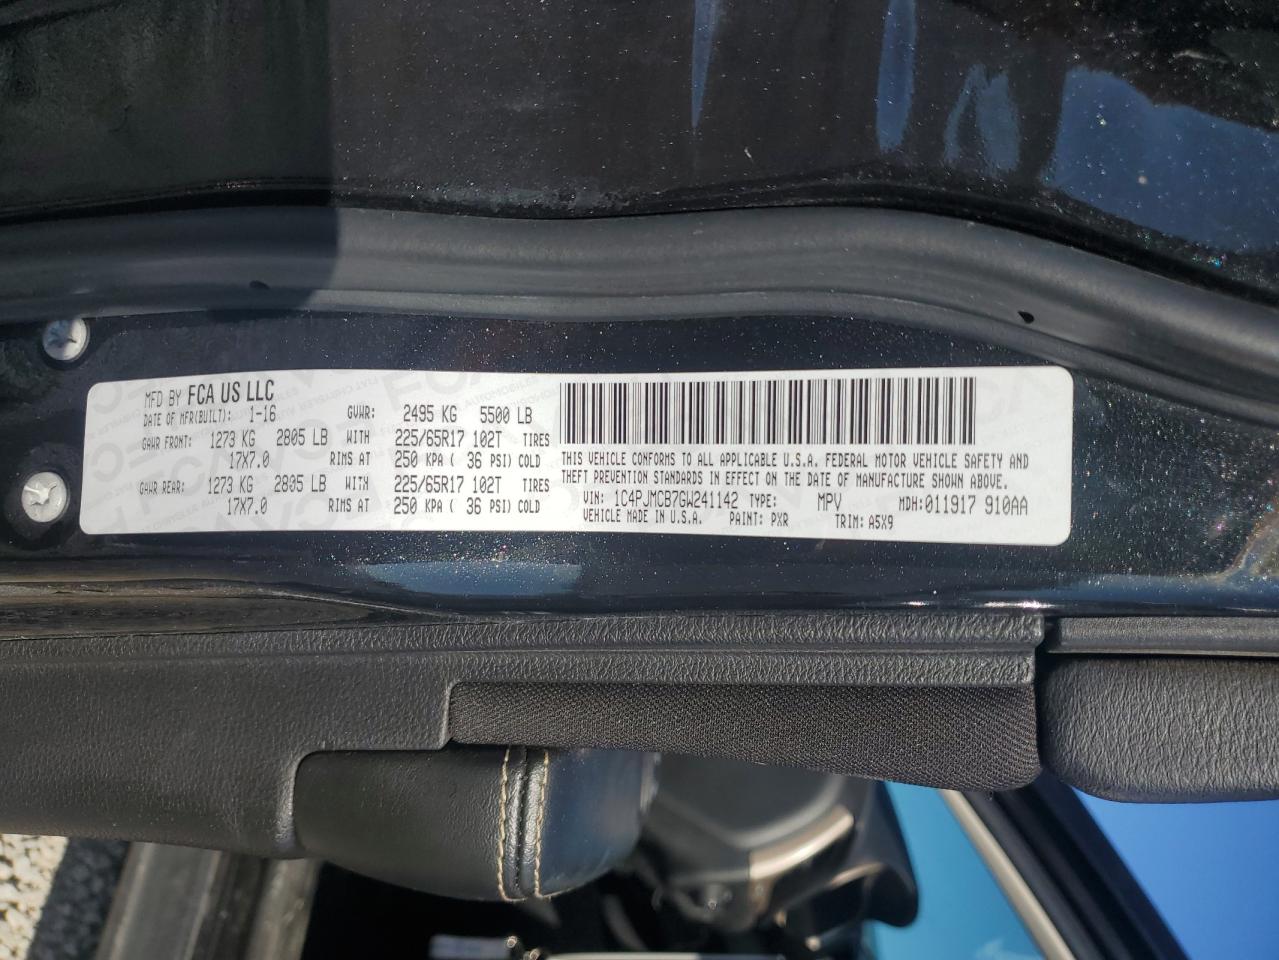 MFD BY FCA US LLC
DATE OF MFR(BUILT): 1-16 GVWR: 2495 KG 5500 LB
GAWR FRONT: 1273 KG 2805 LB WITH 225/65R17 102T TIRES
17X7.0 RIMS AT 250 KPA ( 36 PSI) COLD
GAWR REAR: 1273 KG 2805 LB WITH 225/65R17 102T TIRES
17X7.0 RIMS AT 250 KPA ( 36 PSI) COLD
THIS VEHICLE CONFORMS TO ALL APPLICABLE U.S.A. FEDERAL MOTOR VEHICLE SAFETY AND
THEFT PREVENTION STANDARDS IN EFFECT ON THE DATE OF MANUFACTURE SHOWN ABOVE.
VIN: 1C4PJMCB7GW241142 TYPE: MPV MDH:011917 910AA
VEHICLE MADE IN U.S.A. PAINT: PXR TRIM: A5X9